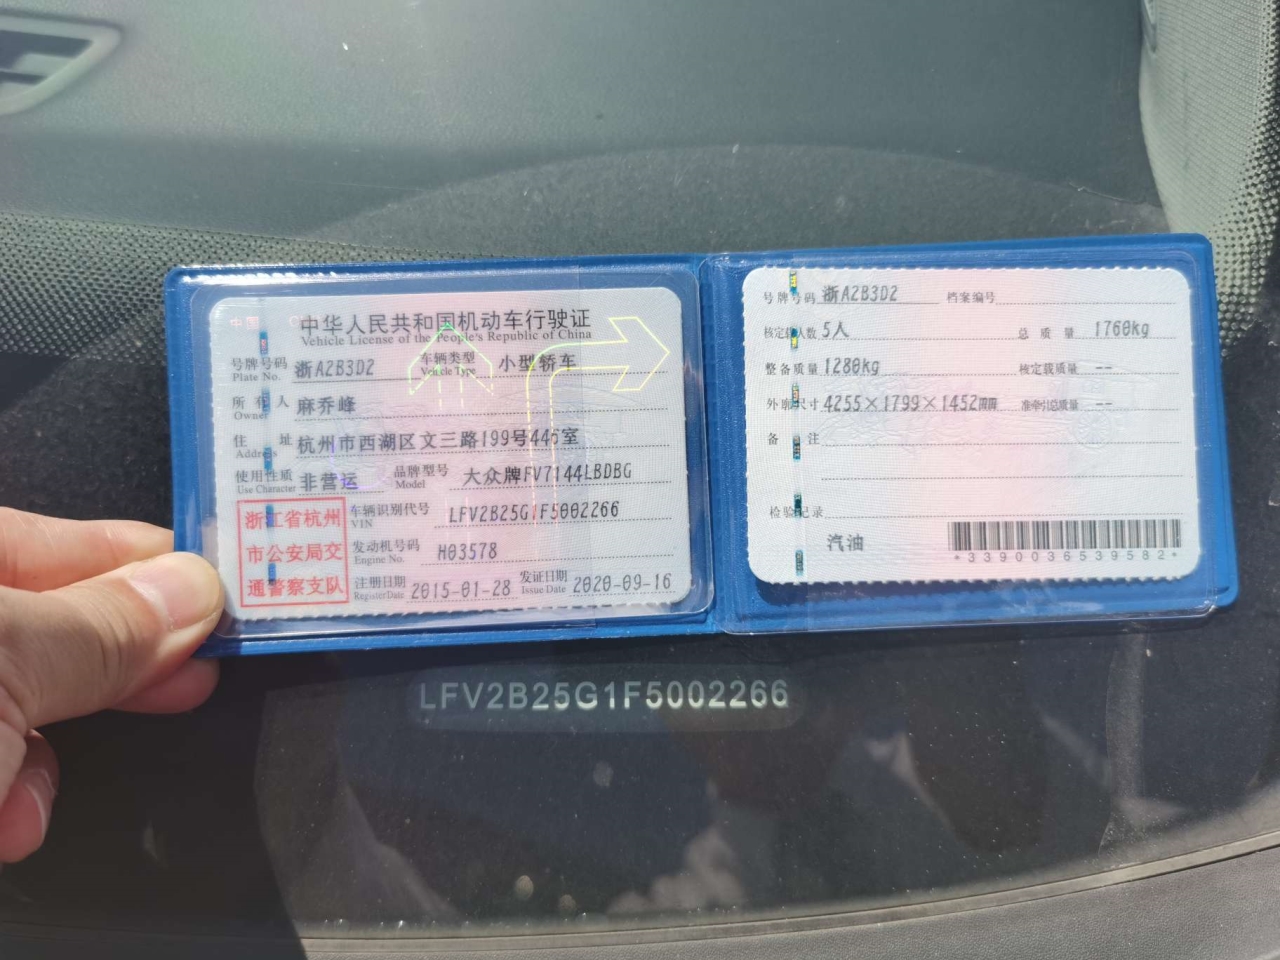 中华人民共和国机动车行驶证
Vehicle License of the People's Republic of China
号牌号码 浙A2B3D2 车辆类型 小型轿车
Plate No. Vehicle Type
所有人 麻乔峰
Owner
住址 杭州市西湖区文三路199号446室
Address
使用性质 非营运 品牌型号 大众牌FV7144LBDBG
Use Character Model
浙江省杭州
市公安局交
通警察支队
车辆识别代号 LFV2B25G1F5002266
VIN
发动机号码 H03578
Engine No.
注册日期 2015-01-28 发证日期 2020-09-16
Register Date Issue Date
号牌号码 浙A2B3D2 档案编号
核定载人数 5人 总质量 1760kg
整备质量 1280kg 核定载质量 --
外廓尺寸 4255×1799×1452 准牵引总质量 --
备注
检验记录
汽油
*3390036539582*
LFV2B25G1F5002266